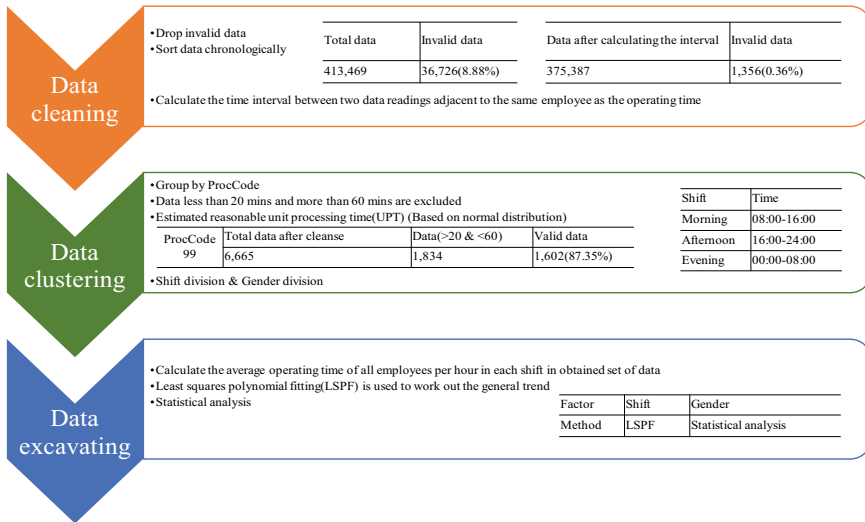 Data
cleaning
•Drop invalid data
•Sort data chronologically
Total data Invalid data
413,469 36,726(8.88%)
Data after calculating the interval Invalid data
375,387 1,356(0.36%)
•Calculate the time interval between two data readings adjacent to the same employee as the operating time
Data
clustering
•Group by ProcCode
•Data less than 20 mins and more than 60 mins are excluded
•Estimated reasonable unit processing time(UPT) (Based on normal distribution)
ProcCode
99
Total data after cleanse Data(>20 & <60) Valid data
6,665 1,834 1,602(87.35%)
•Shift division & Gender division
Shift Time
Morning 08:00-16:00
Afternoon 16:00-24:00
Evening 00:00-08:00
Data
excavating
•Calculate the average operating time of all employees per hour in each shift in obtained set of data
•Least squares polynomial fitting(LSPF) is used to work out the general trend
•Statistical analysis
Factor Shift Gender
Method LSPF Statistical analysis